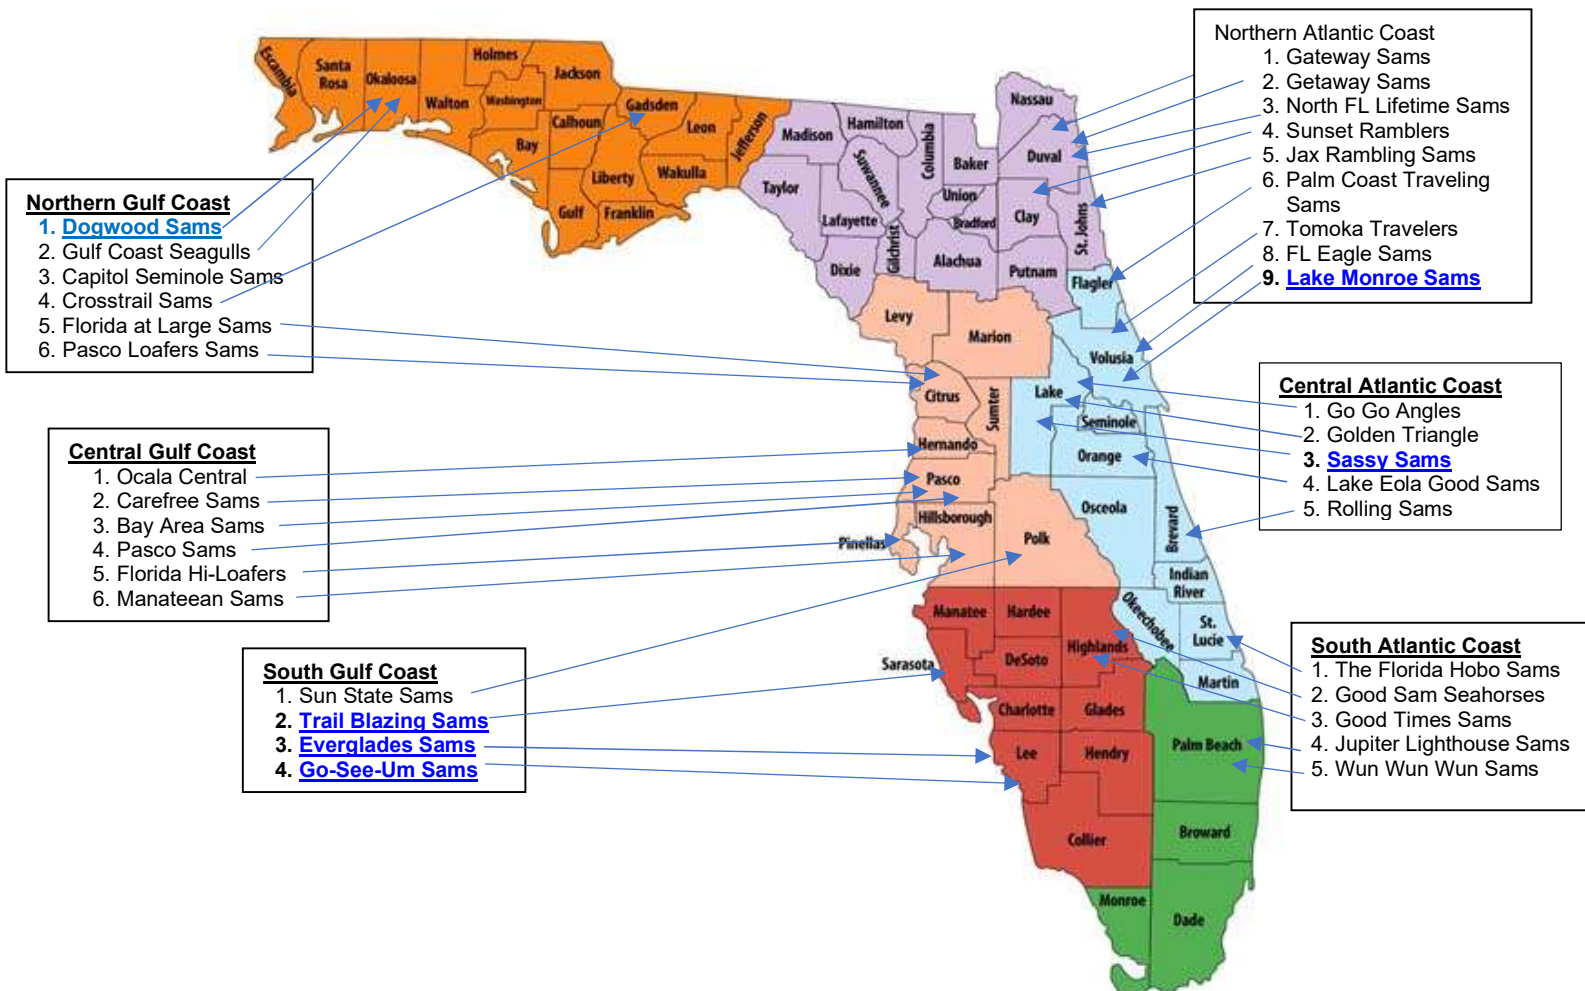 Northern Atlantic Coast
1. Gateway Sams
2. Getaway Sams
3. North FL Lifetime Sams
4. Sunset Ramblers
5. Jax Rambling Sams
6. Palm Coast Traveling
Sams
7. Tomoka Travelers
8. FL Eagle Sams
9. Lake Monroe Sams
Northern Gulf Coast
1. Dogwood Sams
2. Gulf Coast Seagulls
3. Capitol Seminole Sams
4. Crosstrail Sams
5. Florida at Large Sams
6. Pasco Loafers Sams
Central Atlantic Coast
1. Go Go Angles
2. Golden Triangle
3. Sassy Sams
4. Lake Eola Good Sams
5. Rolling Sams
Central Gulf Coast
1. Ocala Central
2. Carefree Sams
3. Bay Area Sams
4. Pasco Sams
5. Florida Hi-Loafers
6. Manateean Sams
South Gulf Coast
1. Sun State Sams
2. Trail Blazing Sams
3. Everglades Sams
4. Go-See-Um Sams
South Atlantic Coast
1. The Florida Hobo Sams
2. Good Sam Seahorses
3. Good Times Sams
4. Jupiter Lighthouse Sams
5. Wun Wun Wun Sams
Escambia
Santa
Rosa
Okaloosa
Walton
Holmes
Washington
Jackson
Bay
Calhoun
Gulf
Liberty
Franklin
Gadsden
Leon
Wakulla
Jefferson
Madison
Taylor
Hamilton
Suwannee
Lafayette
Dixie
Columbia
Gilchrist
Baker
Union
Bradford
Alachua
Nassau
Duval
Clay
St. Johns
Putnam
Flagler
Levy
Marion
Volusia
Citrus
Sumter
Lake
Seminole
Hernando
Orange
Pasco
Hillsborough
Pinellas
Polk
Osceola
Brevard
Indian
River
Okeechobee
St.
Lucie
Martin
Manatee
Hardee
Highlands
Sarasota
DeSoto
Charlotte
Glades
Lee
Hendry
Palm Beach
Collier
Broward
Monroe
Dade